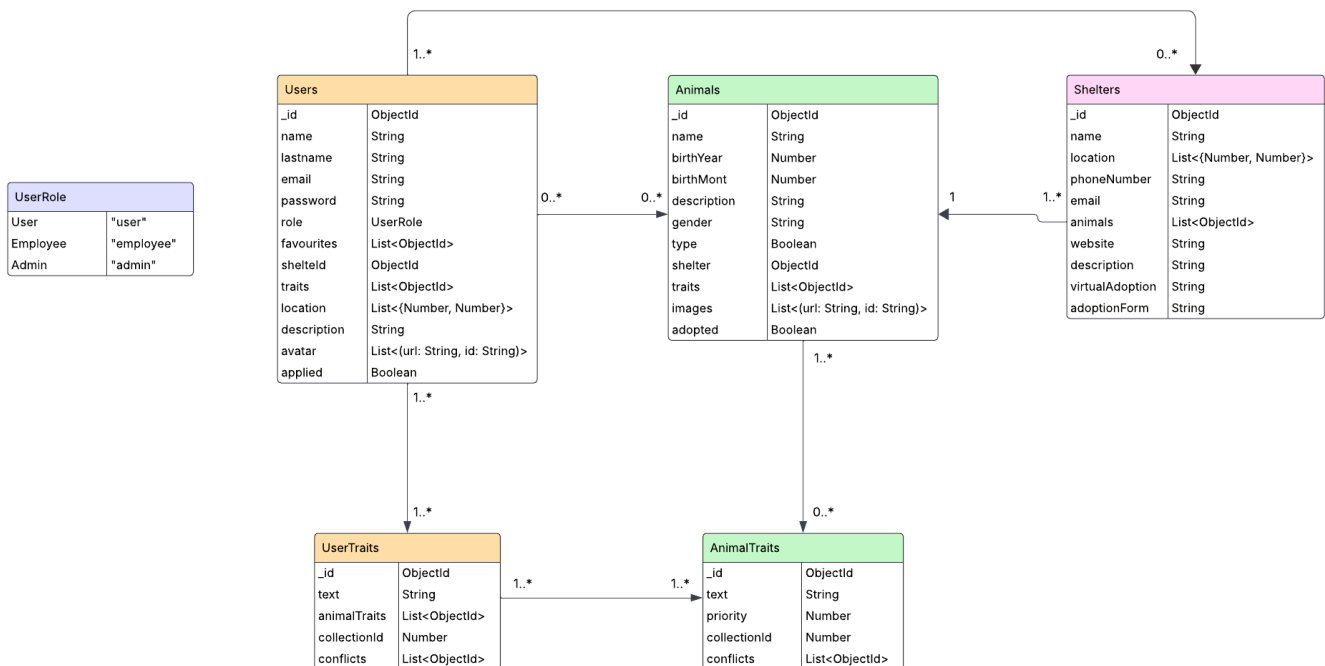 1..*
0..*
Users
_id ObjectId
name String
lastname String
email String
password String
role UserRole
favourites List<ObjectId>
shelteId ObjectId
traits List<ObjectId>
location List<{Number, Number}>
description String
avatar List<(url: String, id: String)>
applied Boolean
Animals
_id ObjectId
name String
birthYear Number
birthMont Number
description String
gender String
type Boolean
shelter ObjectId
traits List<ObjectId>
images List<(url: String, id: String)>
adopted Boolean
Shelters
_id ObjectId
name String
location List<{Number, Number}>
phoneNumber String
email String
animals List<ObjectId>
website String
description String
virtualAdoption String
adoptionForm String
UserRole
User "user"
Employee "employee"
Admin "admin"
0..*
0..*
1
1..*
1..*
1..*
1..*
0..*
UserTraits
_id ObjectId
text String
animalTraits List<ObjectId>
collectionId Number
conflicts List<ObjectId>
1..*
1..*
AnimalTraits
_id ObjectId
text String
priority Number
collectionId Number
conflicts List<ObjectId>